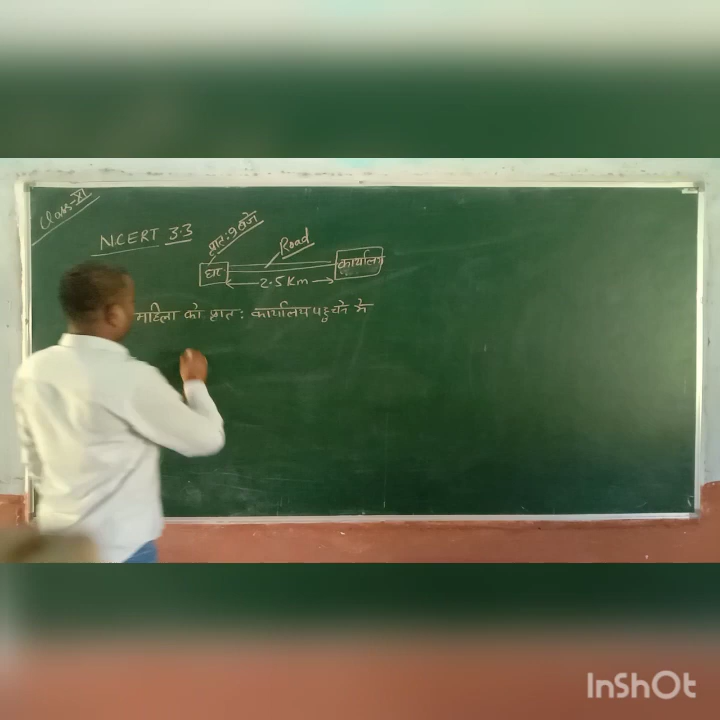 Class-XI
NCERT 3.3
प्रात: 9 बजे
Road
घर
कार्यालय
2.5 Km
महिला को प्रात: कार्यालय पहुचने मे
InShOt